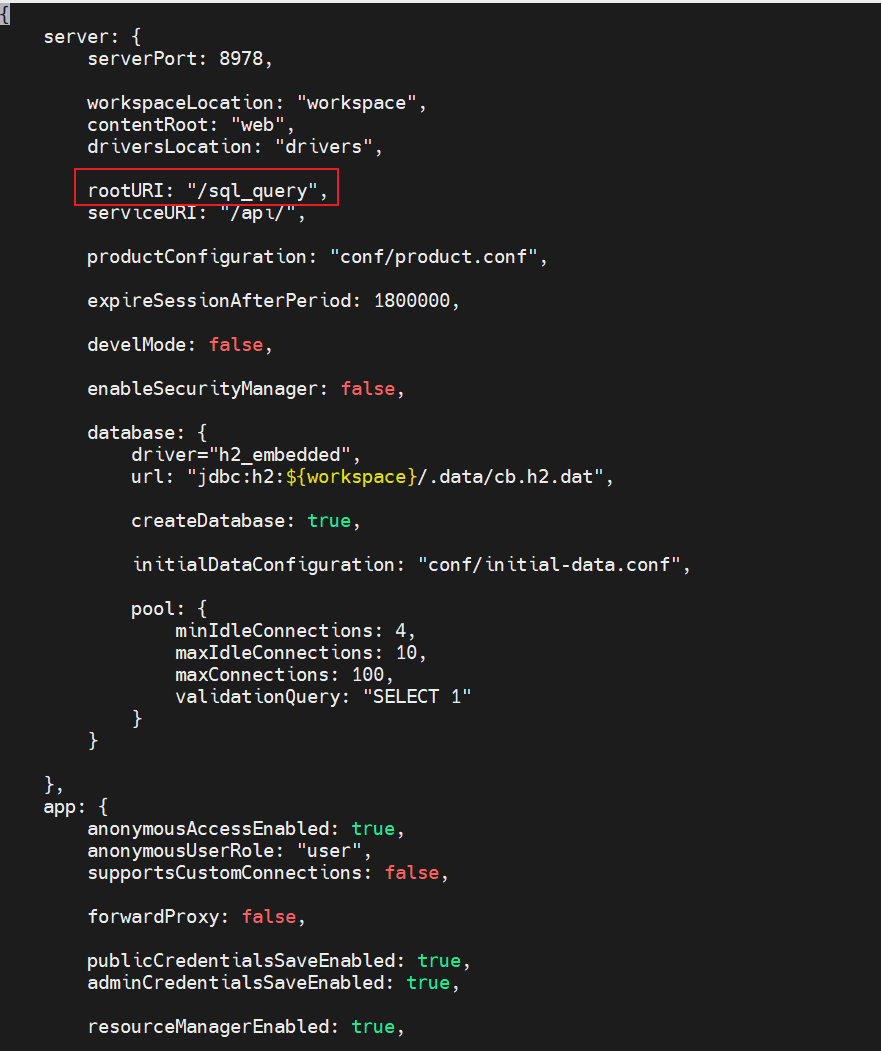 {
server: {
serverPort: 8978,
workspaceLocation: "workspace",
contentRoot: "web",
driversLocation: "drivers",
rootURI: "/sql_query",
serviceURI: "/api/",
productConfiguration: "conf/product.conf",
expireSessionAfterPeriod: 1800000,
develMode: false,
enableSecurityManager: false,
database: {
driver="h2_embedded",
url: "jdbc:h2:${workspace}/.data/cb.h2.dat",
createDatabase: true,
initialDataConfiguration: "conf/initial-data.conf",
pool: {
minIdleConnections: 4,
maxIdleConnections: 10,
maxConnections: 100,
validationQuery: "SELECT 1"
}
}
},
app: {
anonymousAccessEnabled: true,
anonymousUserRole: "user",
supportsCustomConnections: false,
forwardProxy: false,
publicCredentialsSaveEnabled: true,
adminCredentialsSaveEnabled: true,
resourceManagerEnabled: true,